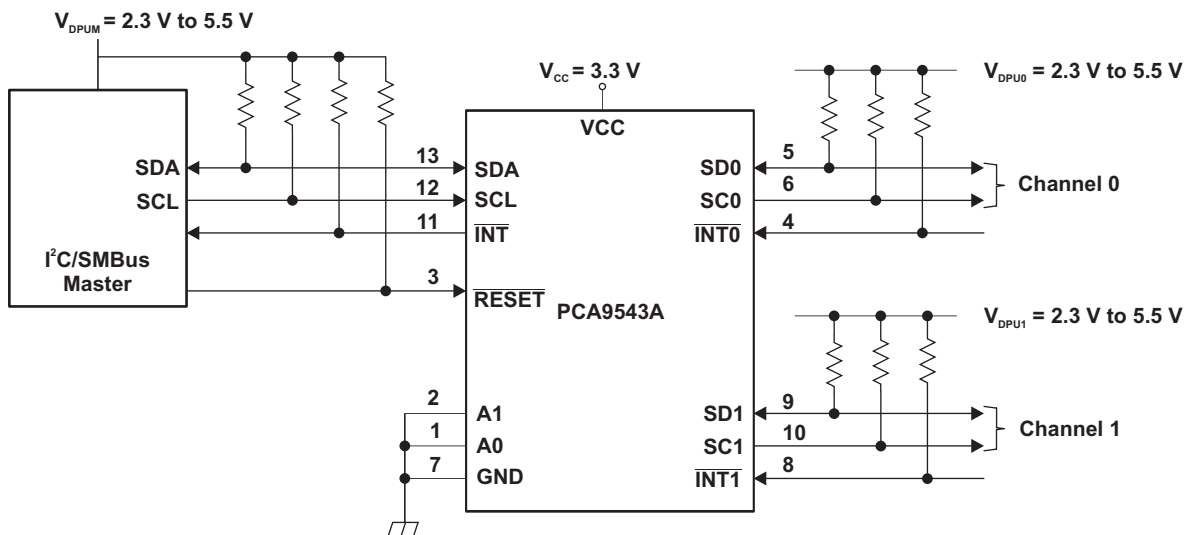 V_DPUM = 2.3 V to 5.5 V
V_CC = 3.3 V
V_DPU0 = 2.3 V to 5.5 V
VCC
SDA
13
SDA
SD0
5
SCL
12
SCL
SC0
6
Channel 0
11
INT
INT0
4
I²C/SMBus
Master
3
RESET
PCA9543A
V_DPU1 = 2.3 V to 5.5 V
2
A1
SD1
9
1
A0
SC1
10
Channel 1
7
GND
INT1
8